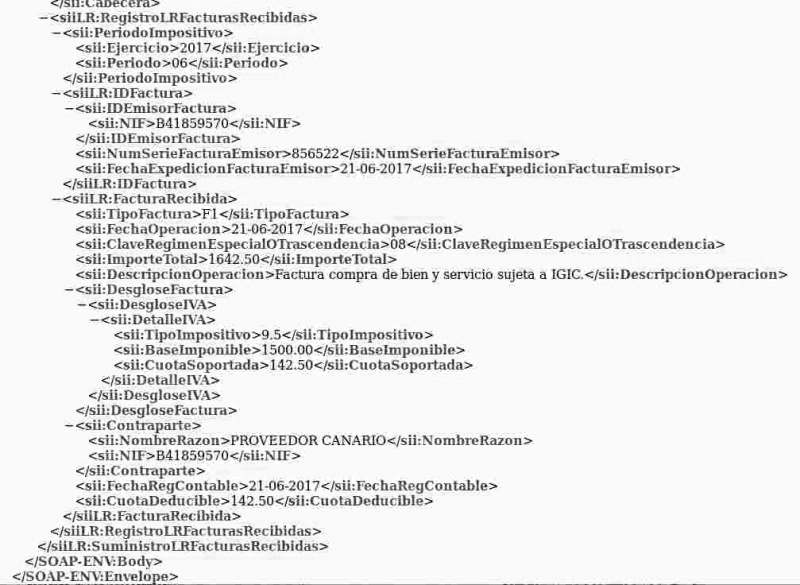 </sii:Cabecera>
−<siiLR:RegistroLRFacturasRecibidas>
−<sii:PeriodoImpositivo>
<sii:Ejercicio>2017</sii:Ejercicio>
<sii:Periodo>06</sii:Periodo>
</sii:PeriodoImpositivo>
−<siiLR:IDFactura>
−<sii:IDEmisorFactura>
<sii:NIF>B41859570</sii:NIF>
</sii:IDEmisorFactura>
<sii:NumSerieFacturaEmisor>856522</sii:NumSerieFacturaEmisor>
<sii:FechaExpedicionFacturaEmisor>21-06-2017</sii:FechaExpedicionFacturaEmisor>
</siiLR:IDFactura>
−<siiLR:FacturaRecibida>
<sii:TipoFactura>F1</sii:TipoFactura>
<sii:FechaOperacion>21-06-2017</sii:FechaOperacion>
<sii:ClaveRegimenEspecialOTrascendencia>08</sii:ClaveRegimenEspecialOTrascendencia>
<sii:ImporteTotal>1642.50</sii:ImporteTotal>
<sii:DescripcionOperacion>Factura compra de bien y servicio sujeta a IGIC.</sii:DescripcionOperacion>
−<sii:DesgloseFactura>
−<sii:DesgloseIVA>
−<sii:DetalleIVA>
<sii:TipoImpositivo>9.5</sii:TipoImpositivo>
<sii:BaseImponible>1500.00</sii:BaseImponible>
<sii:CuotaSoportada>142.50</sii:CuotaSoportada>
</sii:DetalleIVA>
</sii:DesgloseIVA>
</sii:DesgloseFactura>
−<sii:Contraparte>
<sii:NombreRazon>PROVEEDOR CANARIO</sii:NombreRazon>
<sii:NIF>B41859570</sii:NIF>
</sii:Contraparte>
<sii:FechaRegContable>21-06-2017</sii:FechaRegContable>
<sii:CuotaDeducible>142.50</sii:CuotaDeducible>
</siiLR:FacturaRecibida>
</siiLR:RegistroLRFacturasRecibidas>
</siiLR:SuministroLRFacturasRecibidas>
</SOAP-ENV:Body>
</SOAP-ENV:Envelope>